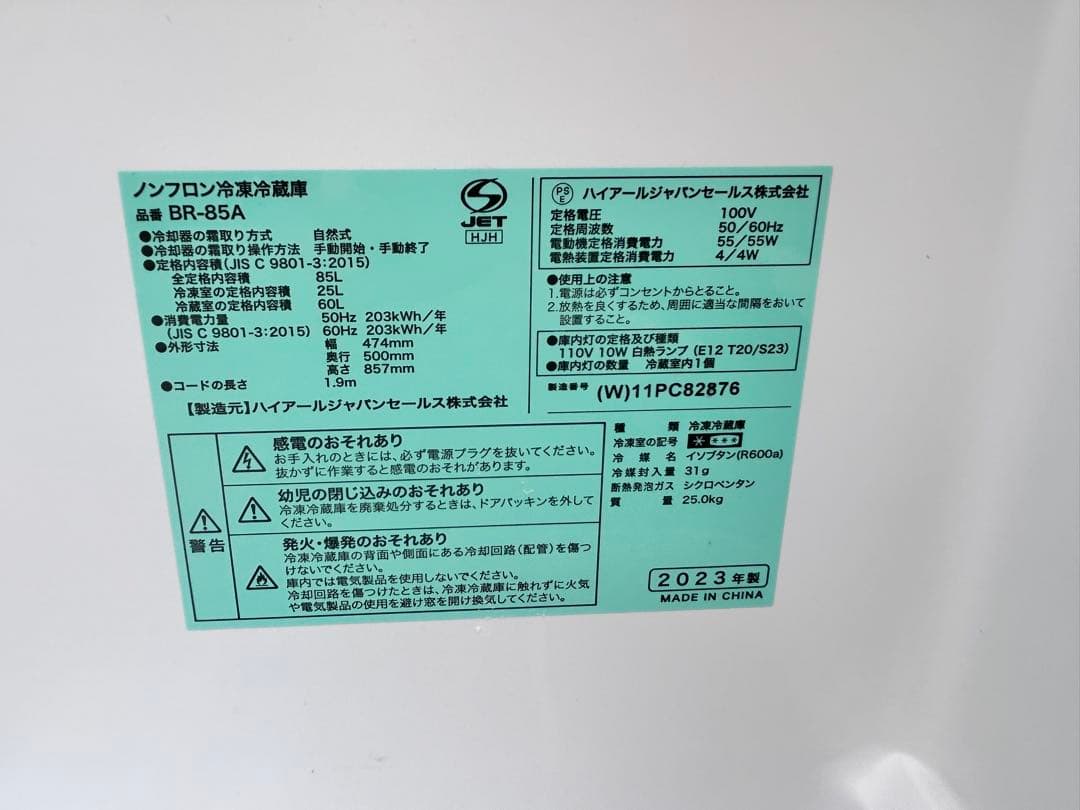 ノンフロン冷凍冷蔵庫
品番 BR-85A
JET
HJH
●冷却器の霜取り方式 自然式
●冷却器の霜取り操作方法 手動開始・手動終了
●定格内容積(JIS C 9801-3:2015)
全定格内容積 85L
冷凍室の定格内容積 25L
冷蔵室の定格内容積 60L
●消費電力量 50Hz 203kWh/年
(JIS C 9801-3:2015) 60Hz 203kWh/年
●外形寸法 幅 474mm
奥行 500mm
高さ 857mm
●コードの長さ 1.9m
【製造元】ハイアールジャパンセールス株式会社
PSE ハイアールジャパンセールス株式会社
定格電圧 100V
定格周波数 50/60Hz
電動機定格消費電力 55/55W
電熱装置定格消費電力 4/4W
●使用上の注意
1.電源は必ずコンセントからとること。
2.放熱を良くするため、周囲に適当な間隔をおいて
設置すること。
●庫内灯の定格及び種類
110V 10W 白熱ランプ(E12 T20/S23)
●庫内灯の数量 冷蔵室内1個
製造番号 (W)11PC82876
警告
感電のおそれあり
お手入れのときには、必ず電源プラグを抜いてください。
抜かずに作業すると感電のおそれがあります。
幼児の閉じ込みのおそれあり
冷凍冷蔵庫を廃棄処分するときは、ドアパッキンを外して
ください。
発火・爆発のおそれあり
冷凍冷蔵庫の背面や側面にある冷却回路(配管)を傷つ
けないでください。
庫内では電気製品を使用しないでください。
冷却回路を傷つけたときは、冷凍冷蔵庫に触れずに火気
や電気製品の使用を避け窓を開け換気してください。
種類 冷凍冷蔵庫
冷凍室の記号 * ***
冷媒名 イソブタン(R600a)
冷媒封入量 31g
断熱発泡ガス シクロペンタン
質量 25.0kg
2023年製
MADE IN CHINA